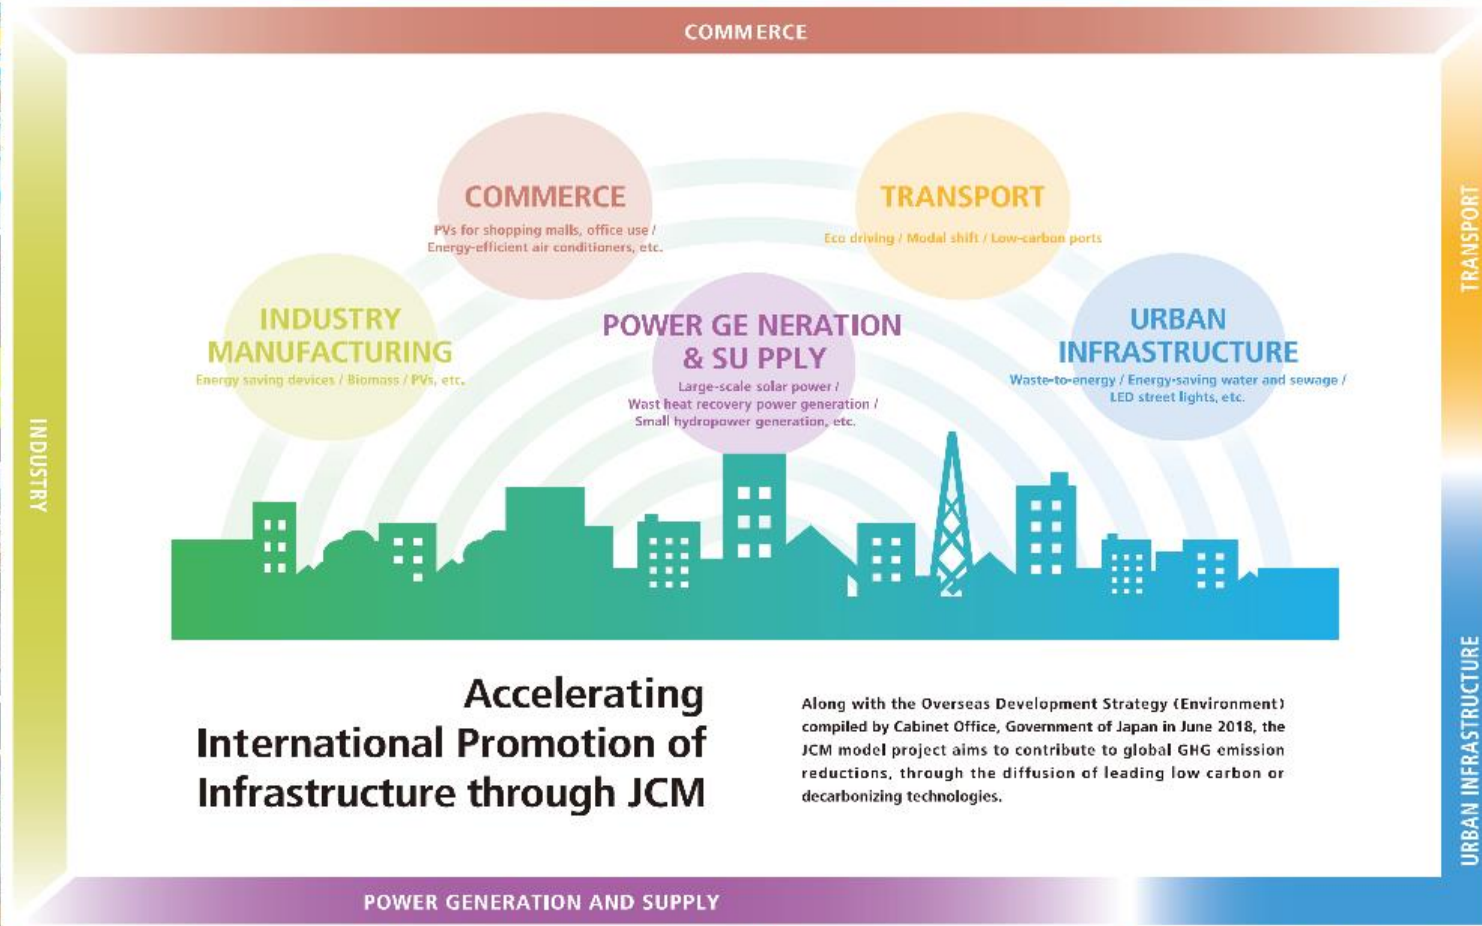 COMMERCE
COMMERCE
PVs for shopping malls, office use /
Energy-efficient air conditioners, etc.
TRANSPORT
Eco driving / Modal shift / Low-carbon ports
INDUSTRY
MANUFACTURING
Energy saving devices / Biomass / PVs, etc.
POWER GE NERATION
& SU PPLY
Large-scale solar power /
Wast heat recovery power generation /
Small hydropower generation, etc.
URBAN
INFRASTRUCTURE
Waste-to-energy / Energy-saving water and sewage /
LED street lights, etc.
INDUSTRY
TRANSPORT
URBAN INFRASTRUCTURE
Accelerating
International Promotion of
Infrastructure through JCM
Along with the Overseas Development Strategy (Environment)
compiled by Cabinet Office, Government of Japan in June 2018, the
JCM model project aims to contribute to global GHG emission
reductions, through the diffusion of leading low carbon or
decarbonizing technologies.
POWER GENERATION AND SUPPLY